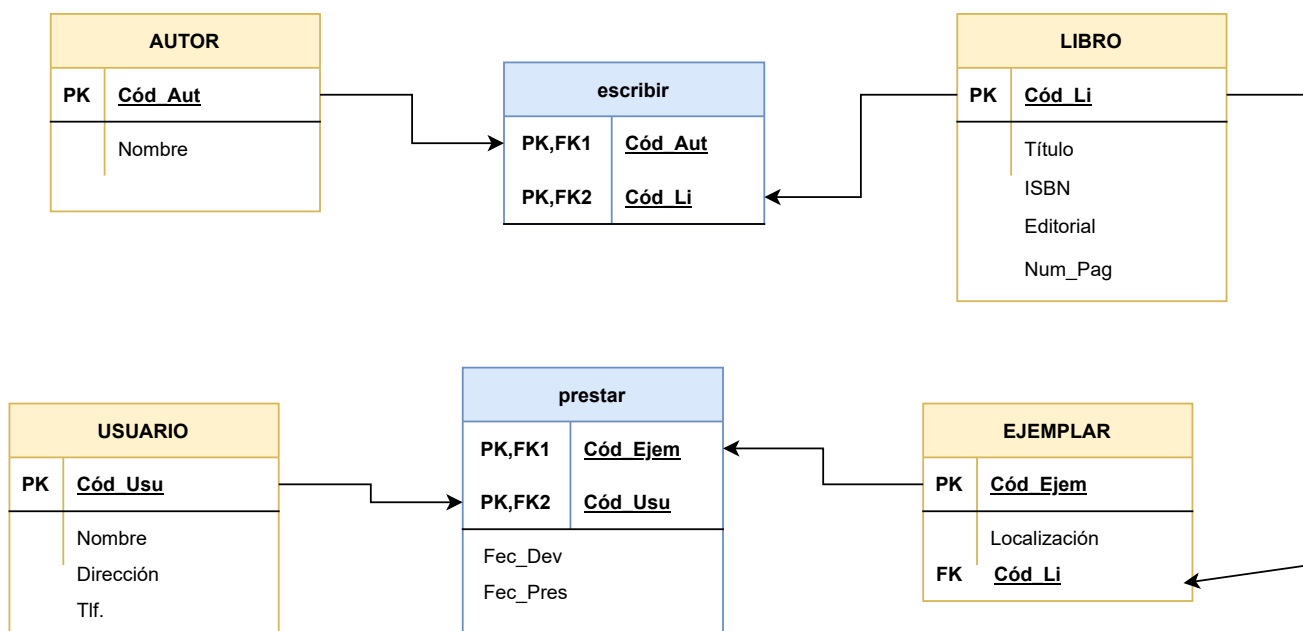 AUTOR
PK Cód_Aut
Nombre
escribir
PK,FK1 Cód_Aut
PK,FK2 Cód_Li
LIBRO
PK Cód_Li
Título
ISBN
Editorial
Num_Pag
USUARIO
PK Cód_Usu
Nombre
Dirección
Tlf.
prestar
PK,FK1 Cód_Ejem
PK,FK2 Cód_Usu
Fec_Dev
Fec_Pres
EJEMPLAR
PK Cód_Ejem
Localización
FK Cód_Li